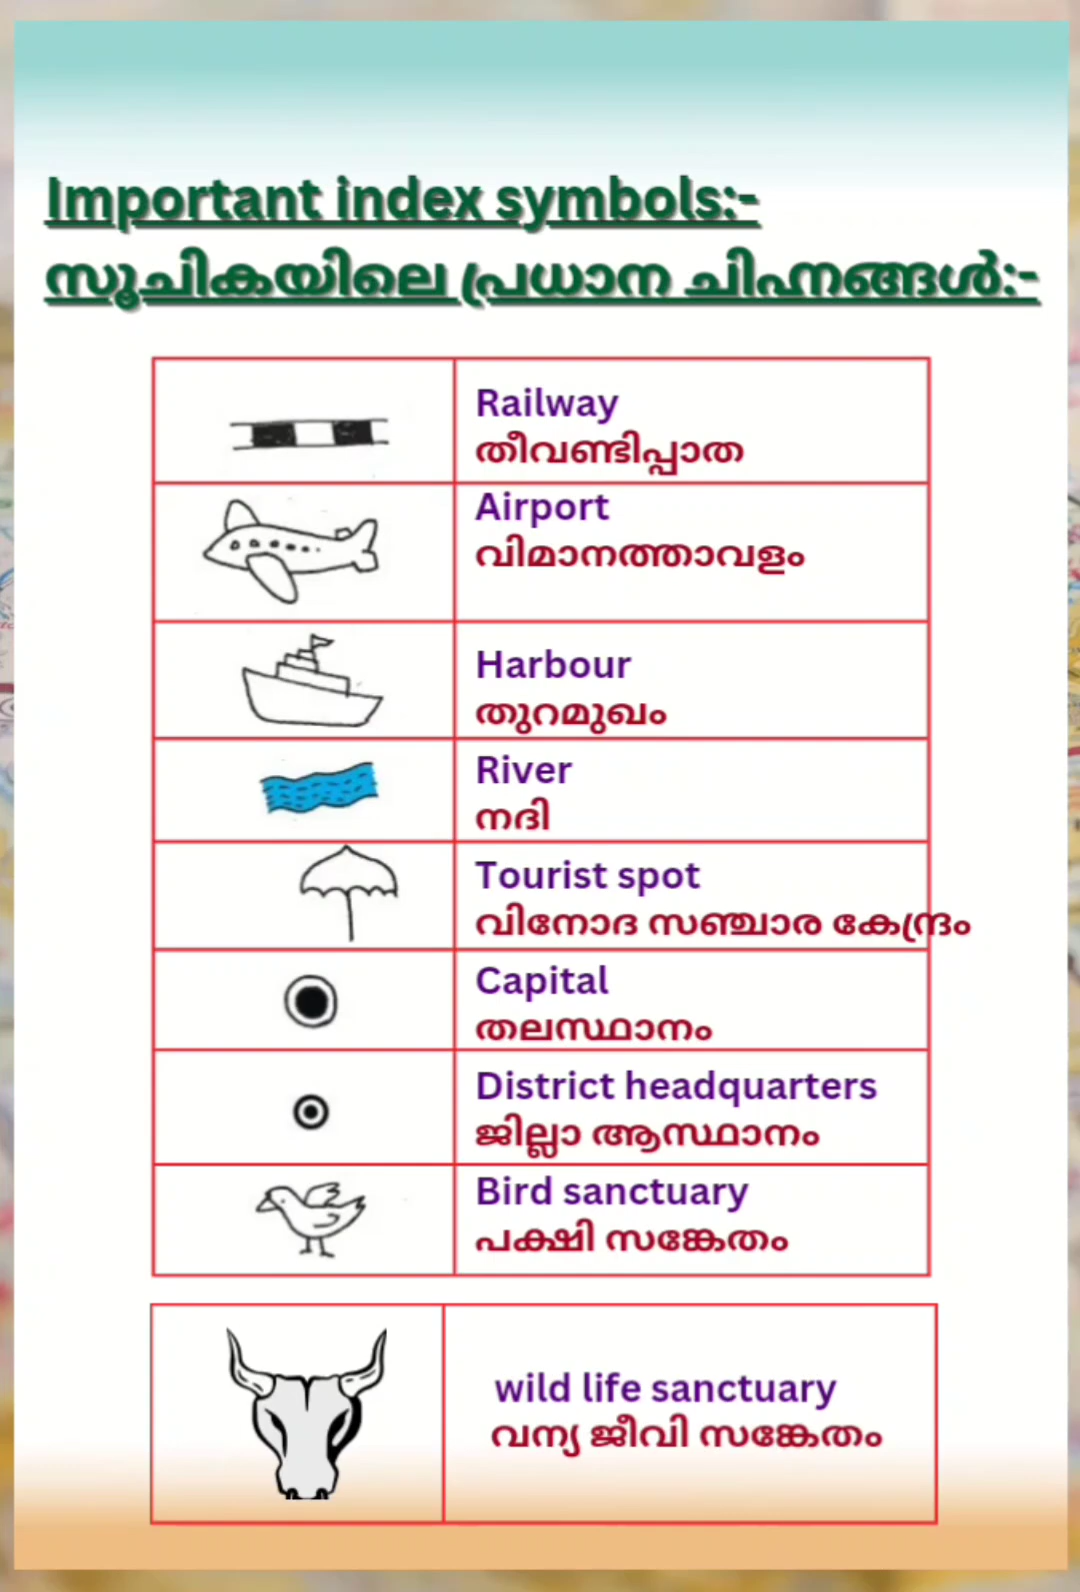 Important index symbols:-
സൂചികയിലെ പ്രധാന ചിഹ്നങ്ങൾ:-
Railway
തീവണ്ടിപ്പാത
Airport
വിമാനത്താവളം
Harbour
തുറമുഖം
River
നദി
Tourist spot
വിനോദ സഞ്ചാര കേന്ദ്രം
Capital
തലസ്ഥാനം
District headquarters
ജില്ലാ ആസ്ഥാനം
Bird sanctuary
പക്ഷി സങ്കേതം
wild life sanctuary
വന്യ ജീവി സങ്കേതം